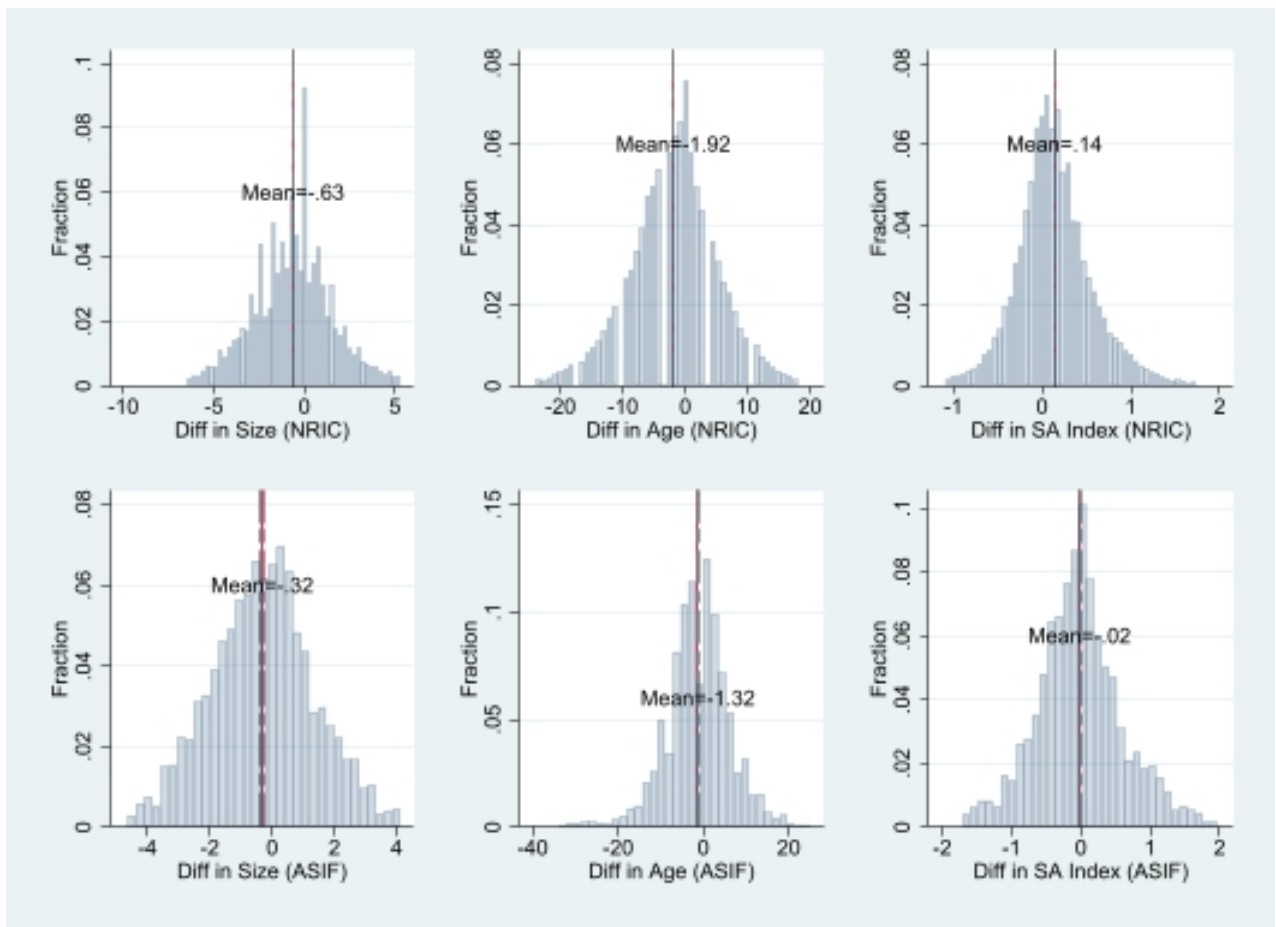 Fraction
.1
.08
.06
.04
.02
0
Mean=-.63
-10 -5 0 5
Diff in Size (NRIC)
Fraction
.08
.06
.04
.02
0
Mean=-1.92
-20 -10 0 10 20
Diff in Age (NRIC)
Fraction
.08
.06
.04
.02
0
Mean=.14
-1 0 1 2
Diff in SA Index (NRIC)
Fraction
.08
.06
.04
.02
0
Mean=-.32
-4 -2 0 2 4
Diff in Size (ASIF)
Fraction
.15
.1
.05
0
Mean=-1.32
-40 -20 0 20
Diff in Age (ASIF)
Fraction
.1
.08
.06
.04
.02
0
Mean=-.02
-2 -1 0 1 2
Diff in SA Index (ASIF)